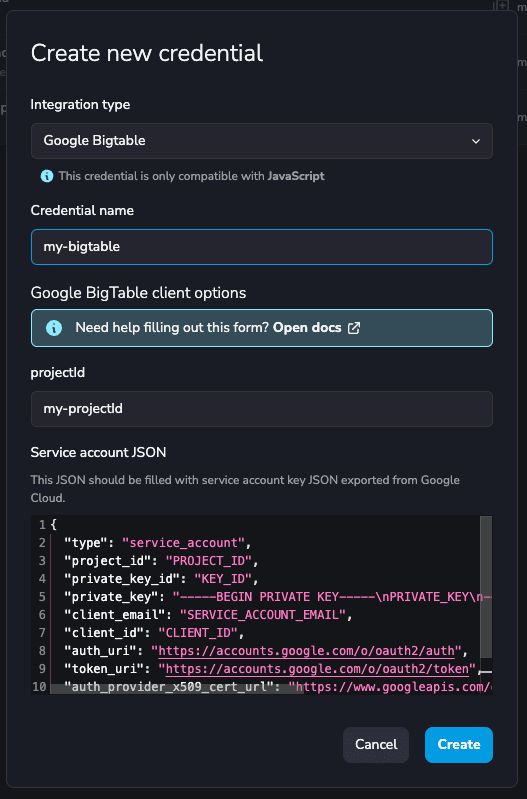 Create new credential
Integration type
Google Bigtable
This credential is only compatible with JavaScript
Credential name
my-bigtable
Google BigTable client options
Need help filling out this form? Open docs
projectId
my-projectId
Service account JSON
This JSON should be filled with service account key JSON exported from Google
Cloud.
1 {
2 "type": "service_account",
3 "project_id": "PROJECT_ID",
4 "private_key_id": "KEY_ID",
5 "private_key": "-----BEGIN PRIVATE KEY-----\nPRIVATE_KEY\n-
6 "client_email": "SERVICE_ACCOUNT_EMAIL",
7 "client_id": "CLIENT_ID",
8 "auth_uri": "https://accounts.google.com/o/oauth2/auth",
9 "token_uri": "https://accounts.google.com/o/oauth2/token",
10 "auth_provider_x509_cert_url": "https://www.googleapis.com/
Cancel
Create